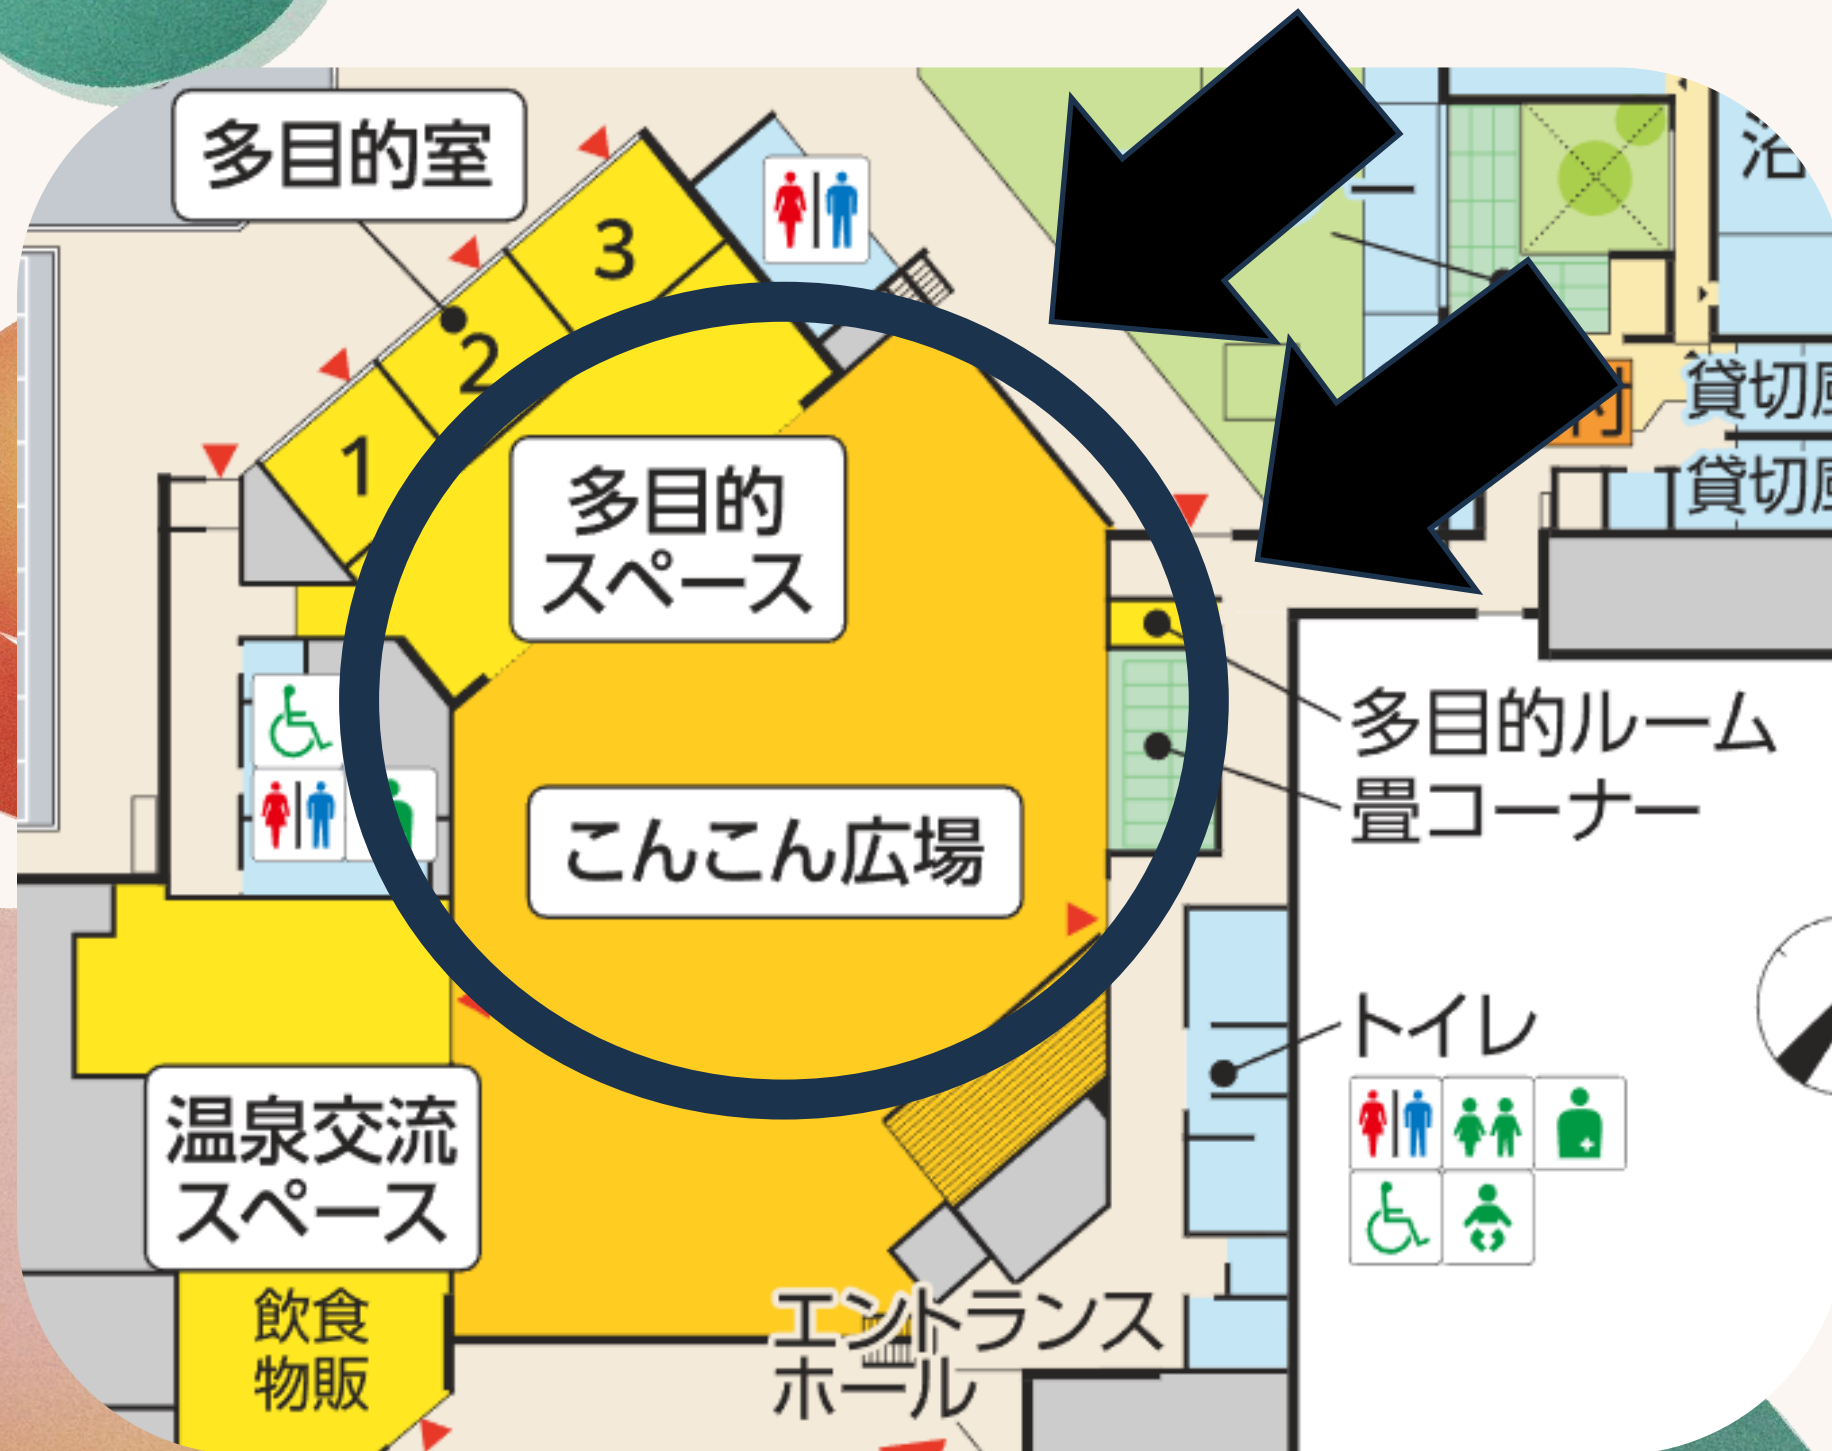 多目的室
3
2
1
多目的
スペース
こんこん広場
温泉交流
スペース
飲食
物販
エントランス
ホール
多目的ルーム
畳コーナー
トイレ
浴
貸切
貸切